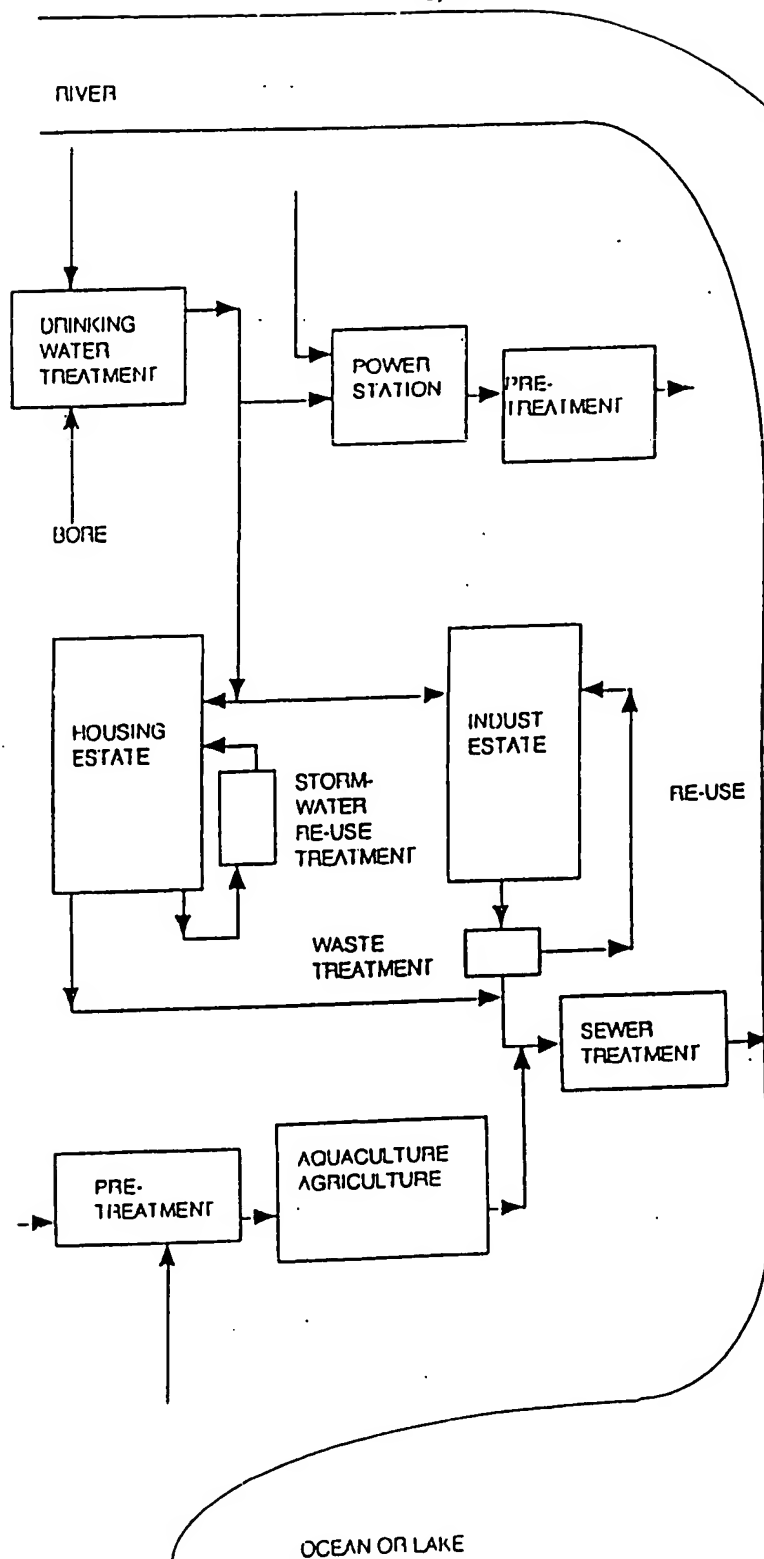 RIVER
DRINKING
WATER
TREATMENT
POWER
STATION
PRE-
TREATMENT
BORE
HOUSING
ESTATE
INDUST
ESTATE
STORM-
WATER
RE-USE
TREATMENT
RE-USE
WASTE
TREATMENT
SEWER
TREATMENT
PRE-
TREATMENT
AQUACULTURE
AGRICULTURE
OCEAN OR LAKE